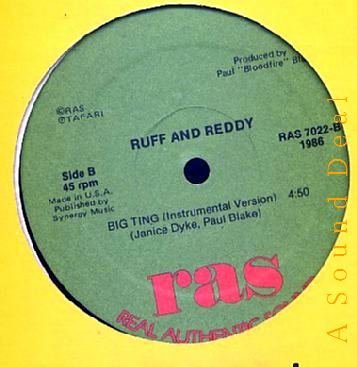 Produced by
Paul "Bloodfire"
©RAS
℗TAFARI
RUFF AND REDDY
RAS 7022-B
1986
Side B
45 rpm
Made in U.S.A.
Published by
Synergy Music
BIG TING (Instrumental Version) 4:50
(Janice Dyke, Paul Blake)
ras
REAL AUTHENTIC
A Sound Deal